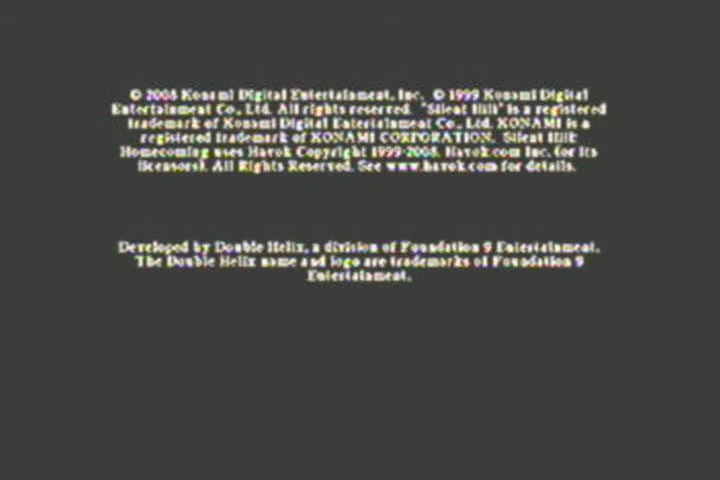 © 2008 Konami Digital Entertainment, Inc. © 1999 Konami Digital
Entertainment Co., Ltd. All rights reserved. "Silent Hill" is a registered
trademark of Konami Digital Entertainment Co., Ltd. KONAMI is a
registered trademark of KONAMI CORPORATION. Silent Hill:
Homecoming uses Havok Copyright 1999-2008. Havok.com Inc. (or its
licensors). All Rights Reserved. See www.havok.com for details.
Developed by Double Helix, a division of Foundation 9 Entertainment.
The Double Helix name and logo are trademarks of Foundation 9
Entertainment.